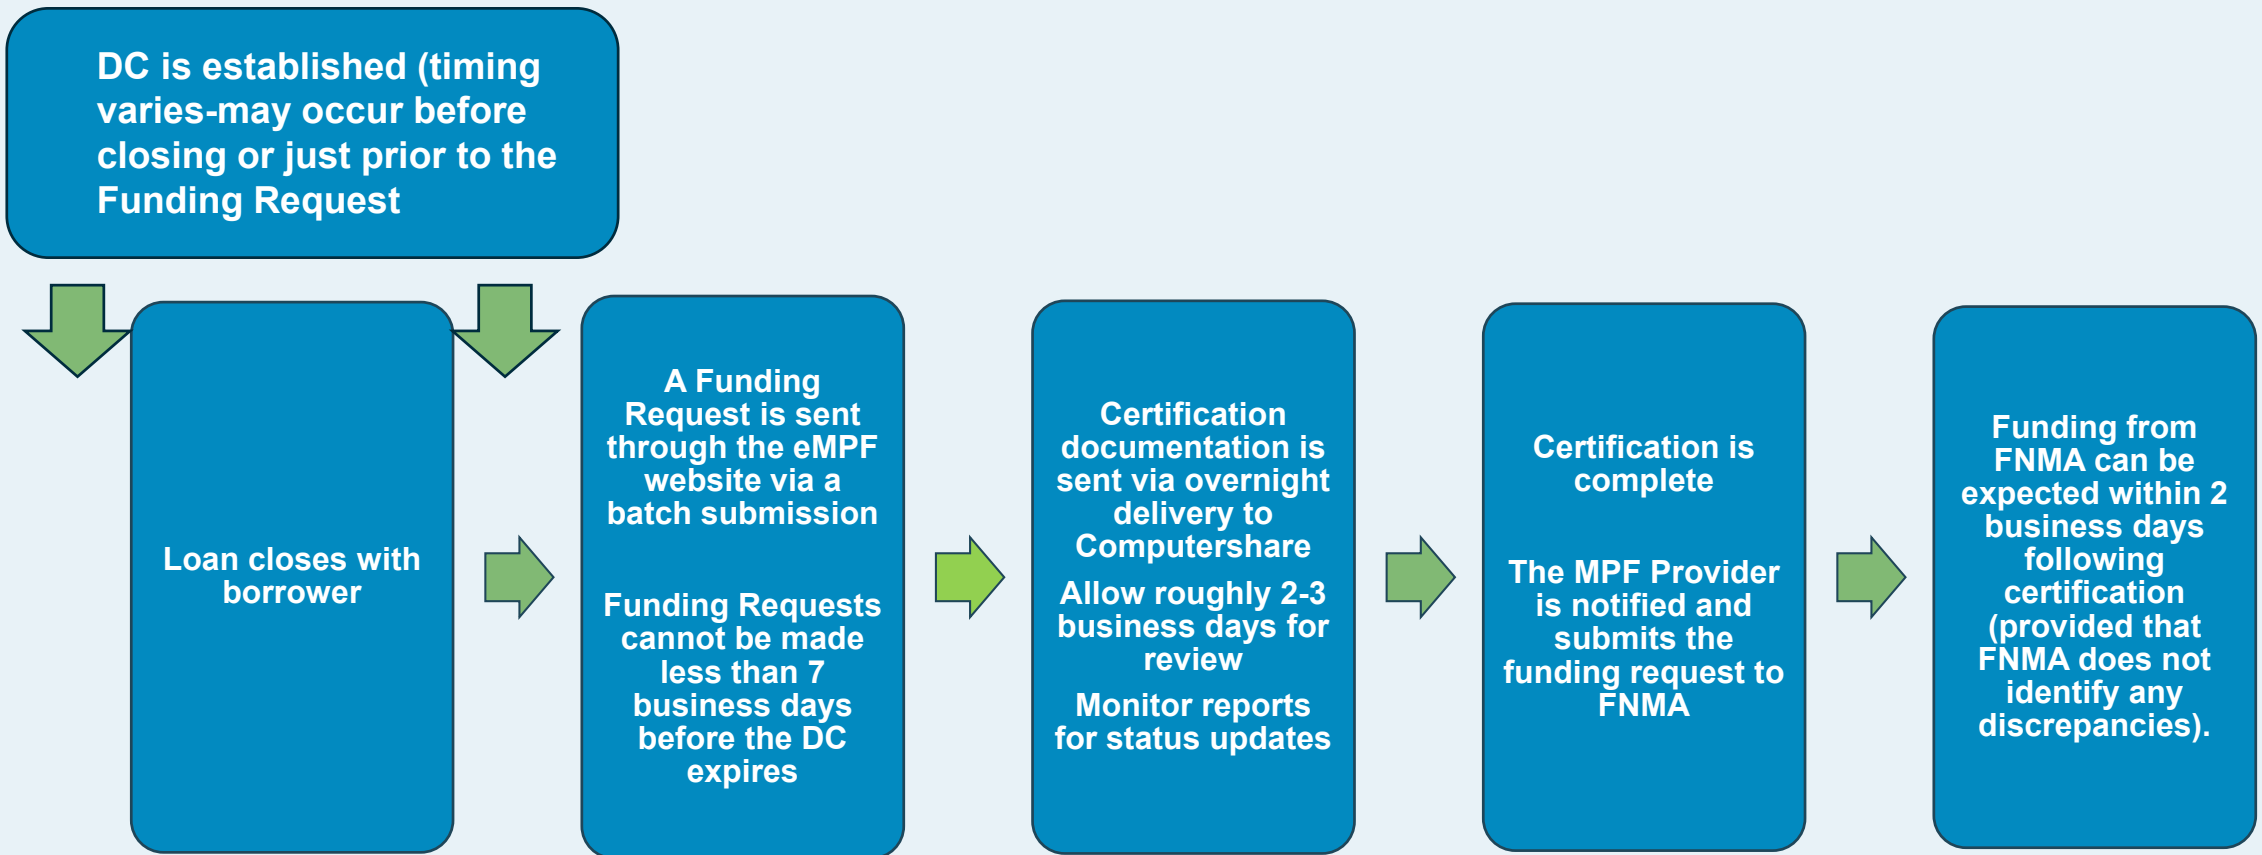 DC is established (timing
varies-may occur before
closing or just prior to the
Funding Request
Loan closes with
borrower
A Funding
Request is sent
through the eMPF
website via a
batch submission
Funding Requests
cannot be made
less than 7
business days
before the DC
expires
Certification
documentation is
sent via overnight
delivery to
Computershare
Allow roughly 2-3
business days for
review
Monitor reports
for status updates
Certification is
complete
The MPF Provider
is notified and
submits the
funding request to
FNMA
Funding from
FNMA can be
expected within 2
business days
following
certification
(provided that
FNMA does not
identify any
discrepancies).